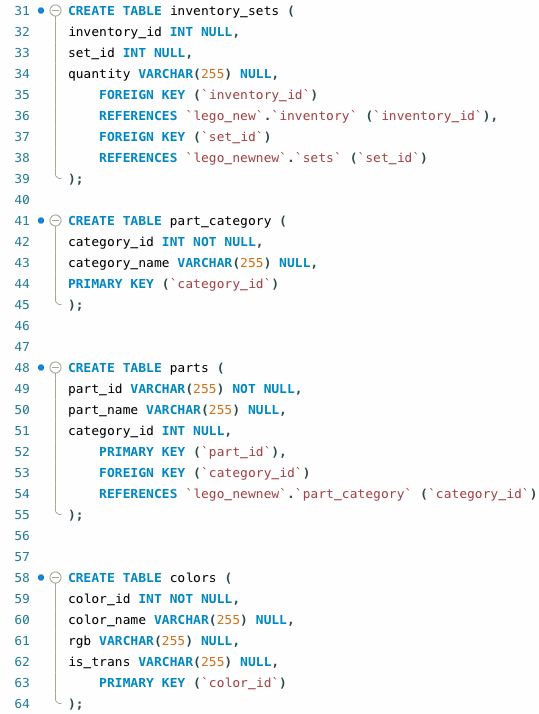 31 CREATE TABLE inventory_sets (
32 inventory_id INT NULL,
33 set_id INT NULL,
34 quantity VARCHAR(255) NULL,
35 FOREIGN KEY (`inventory_id`)
36 REFERENCES `lego_new`.`inventory` (`inventory_id`),
37 FOREIGN KEY (`set_id`)
38 REFERENCES `lego_newnew`.`sets` (`set_id`)
39 );
40
41 CREATE TABLE part_category (
42 category_id INT NOT NULL,
43 category_name VARCHAR(255) NULL,
44 PRIMARY KEY (`category_id`)
45 );
46
47
48 CREATE TABLE parts (
49 part_id VARCHAR(255) NOT NULL,
50 part_name VARCHAR(255) NULL,
51 category_id INT NULL,
52 PRIMARY KEY (`part_id`),
53 FOREIGN KEY (`category_id`)
54 REFERENCES `lego_newnew`.`part_category` (`category_id`)
55 );
56
57
58 CREATE TABLE colors (
59 color_id INT NOT NULL,
60 color_name VARCHAR(255) NULL,
61 rgb VARCHAR(255) NULL,
62 is_trans VARCHAR(255) NULL,
63 PRIMARY KEY (`color_id`)
64 );